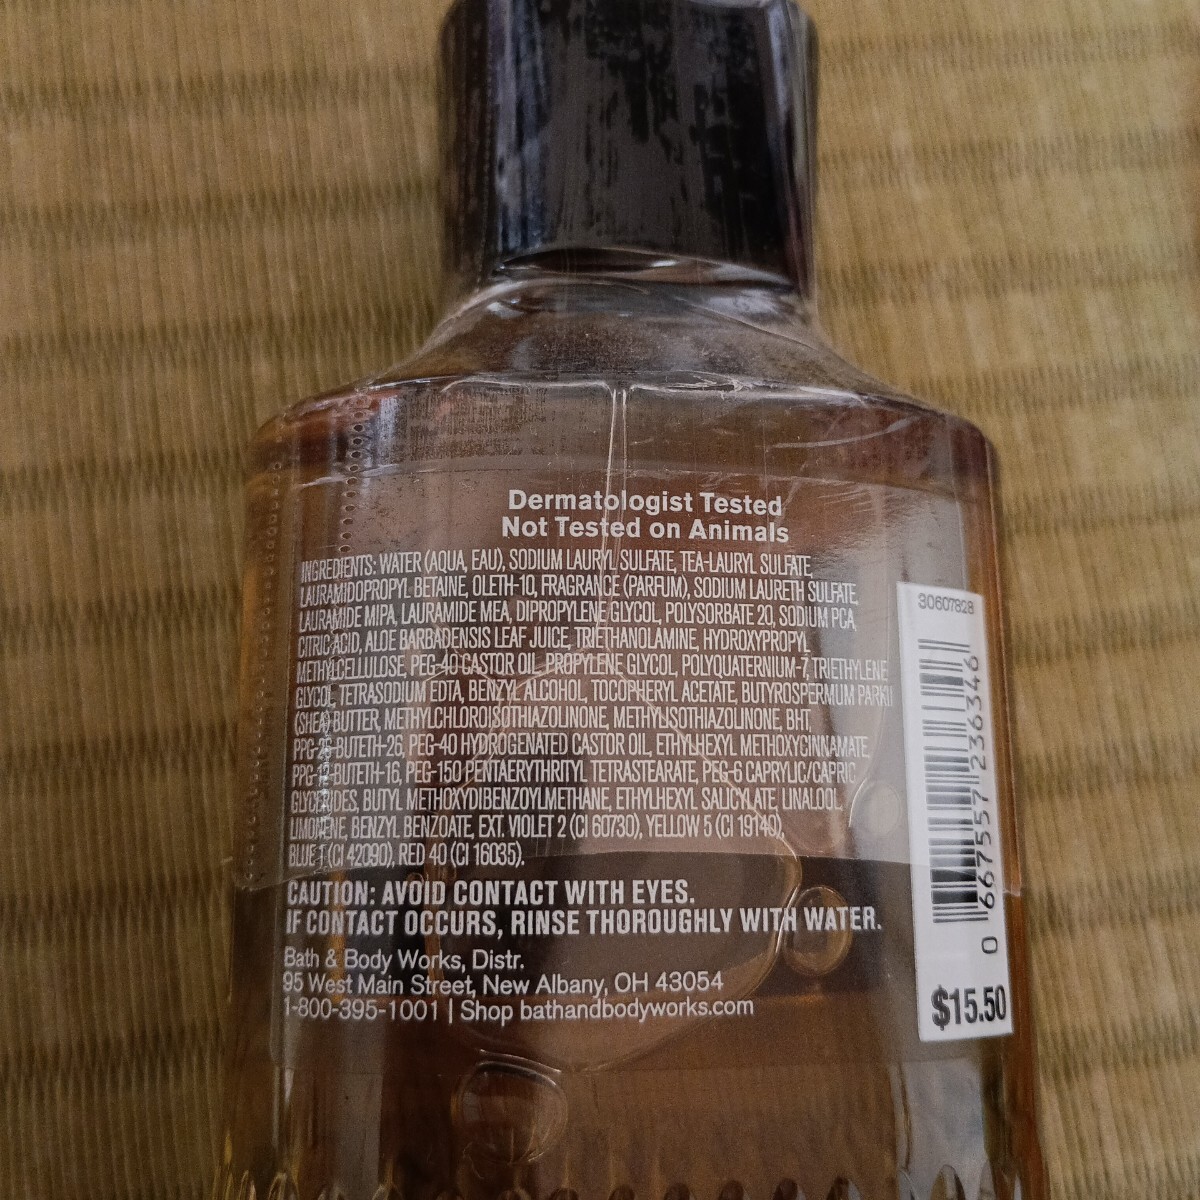 Dermatologist Tested
Not Tested on Animals
INGREDIENTS: WATER (AQUA, EAU), SODIUM LAURYL SULFATE, TEA-LAURYL SULFATE,
LAURAMIDOPROPYL BETAINE, OLETH-10, FRAGRANCE (PARFUM), SODIUM LAURETH SULFATE,
LAURAMIDE MIPA, LAURAMIDE MEA, DIPROPYLENE GLYCOL, POLYSORBATE 20, SODIUM PCA,
CITRIC ACID, ALOE BARBADENSIS LEAF JUICE, TRIETHANOLAMINE, HYDROXYPROPYL
METHYLCELLULOSE, PEG-40 CASTOR OIL, PROPYLENE GLYCOL, POLYQUATERNIUM-7, TRIETHYLENE
GLYCOL, TETRASODIUM EDTA, BENZYL ALCOHOL, TOCOPHERYL ACETATE, BUTYROSPERMUM PARKII
(SHEA) BUTTER, METHYLCHLOROISOTHIAZOLINONE, METHYLISOTHIAZOLINONE, BHT,
PPG-26-BUTETH-26, PEG-40 HYDROGENATED CASTOR OIL, ETHYLHEXYL METHOXYCINNAMATE,
PPG-12-BUTETH-16, PEG-150 PENTAERYTHRITYL TETRASTEARATE, PEG-6 CAPRYLIC/CAPRIC
GLYCERIDES, BUTYL METHOXYDIBENZOYLMETHANE, ETHYLHEXYL SALICYLATE, LINALOOL,
LIMONENE, BENZYL BENZOATE, EXT. VIOLET 2 (CI 60730), YELLOW 5 (CI 19140),
BLUE 1 (CI 42090), RED 40 (CI 16035).
CAUTION: AVOID CONTACT WITH EYES.
IF CONTACT OCCURS, RINSE THOROUGHLY WITH WATER.
Bath & Body Works, Distr.
95 West Main Street, New Albany, OH 43054
1-800-395-1001 | Shop bathandbodyworks.com
30607828
0 667557 236346
$15.50